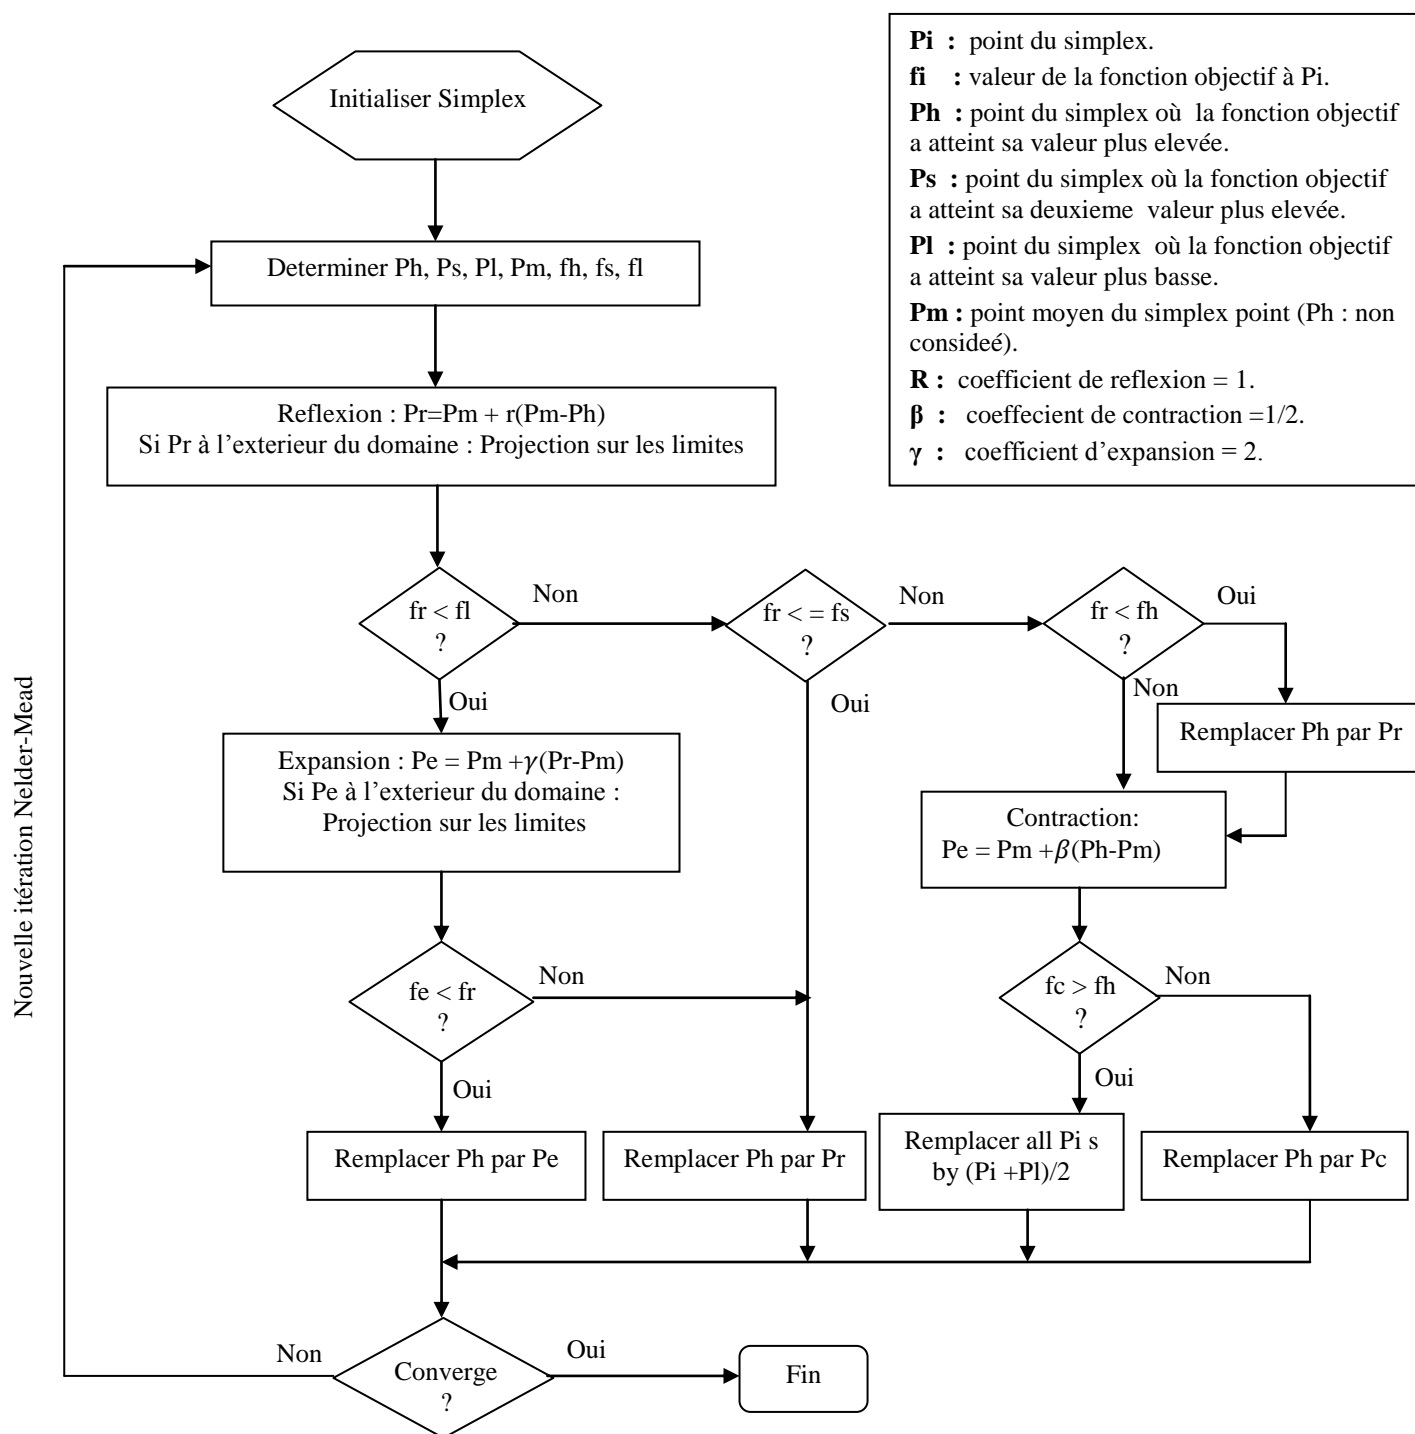 Initialiser Simplex
Pi : point du simplex.
fi : valeur de la fonction objectif à Pi.
Ph : point du simplex où la fonction objectif
a atteint sa valeur plus elevée.
Ps : point du simplex où la fonction objectif
a atteint sa deuxieme valeur plus elevée.
Pl : point du simplex où la fonction objectif
a atteint sa valeur plus basse.
Pm : point moyen du simplex point (Ph : non
consideé).
R : coefficient de reflexion = 1.
β : coeffecient de contraction =1/2.
γ : coefficient d'expansion = 2.
Determiner Ph, Ps, Pl, Pm, fh, fs, fl
Reflexion : Pr=Pm + r(Pm-Ph)
Si Pr à l'exterieur du domaine : Projection sur les limites
fr < fl
?
Non
fr < = fs
?
Non
fr < fh
?
Oui
Oui
Oui
Non
Remplacer Ph par Pr
Expansion : Pe = Pm +γ(Pr-Pm)
Si Pe à l'exterieur du domaine :
Projection sur les limites
Contraction:
Pe = Pm +β(Ph-Pm)
fe < fr
?
Non
fc > fh
?
Non
Oui
Oui
Remplacer Ph par Pe
Remplacer Ph par Pr
Remplacer all Pi s
by (Pi +Pl)/2
Remplacer Ph par Pc
Converge
?
Non
Oui
Fin
Nouvelle itération Nelder-Mead